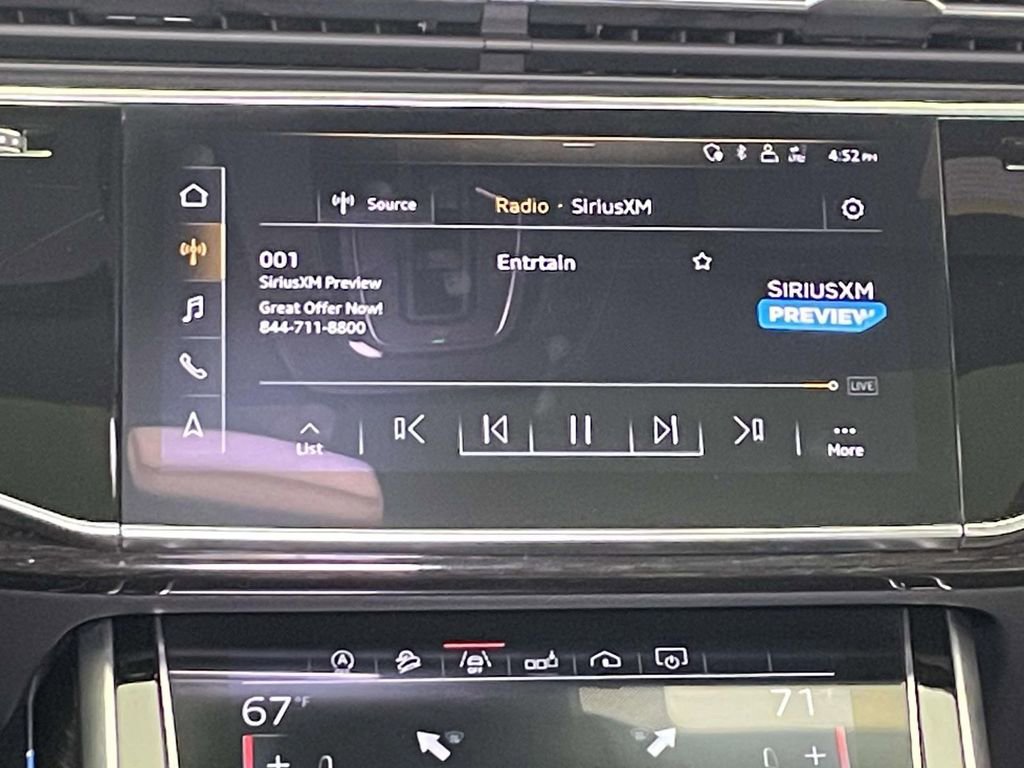 4:52 PM
Source
Radio · SiriusXM
001
Entrtain
SiriusXM Preview
Great Offer Now!
844-711-8800
SIRIUSXM
PREVIEW
LIVE
List
More
A
OFF
67 °F
71